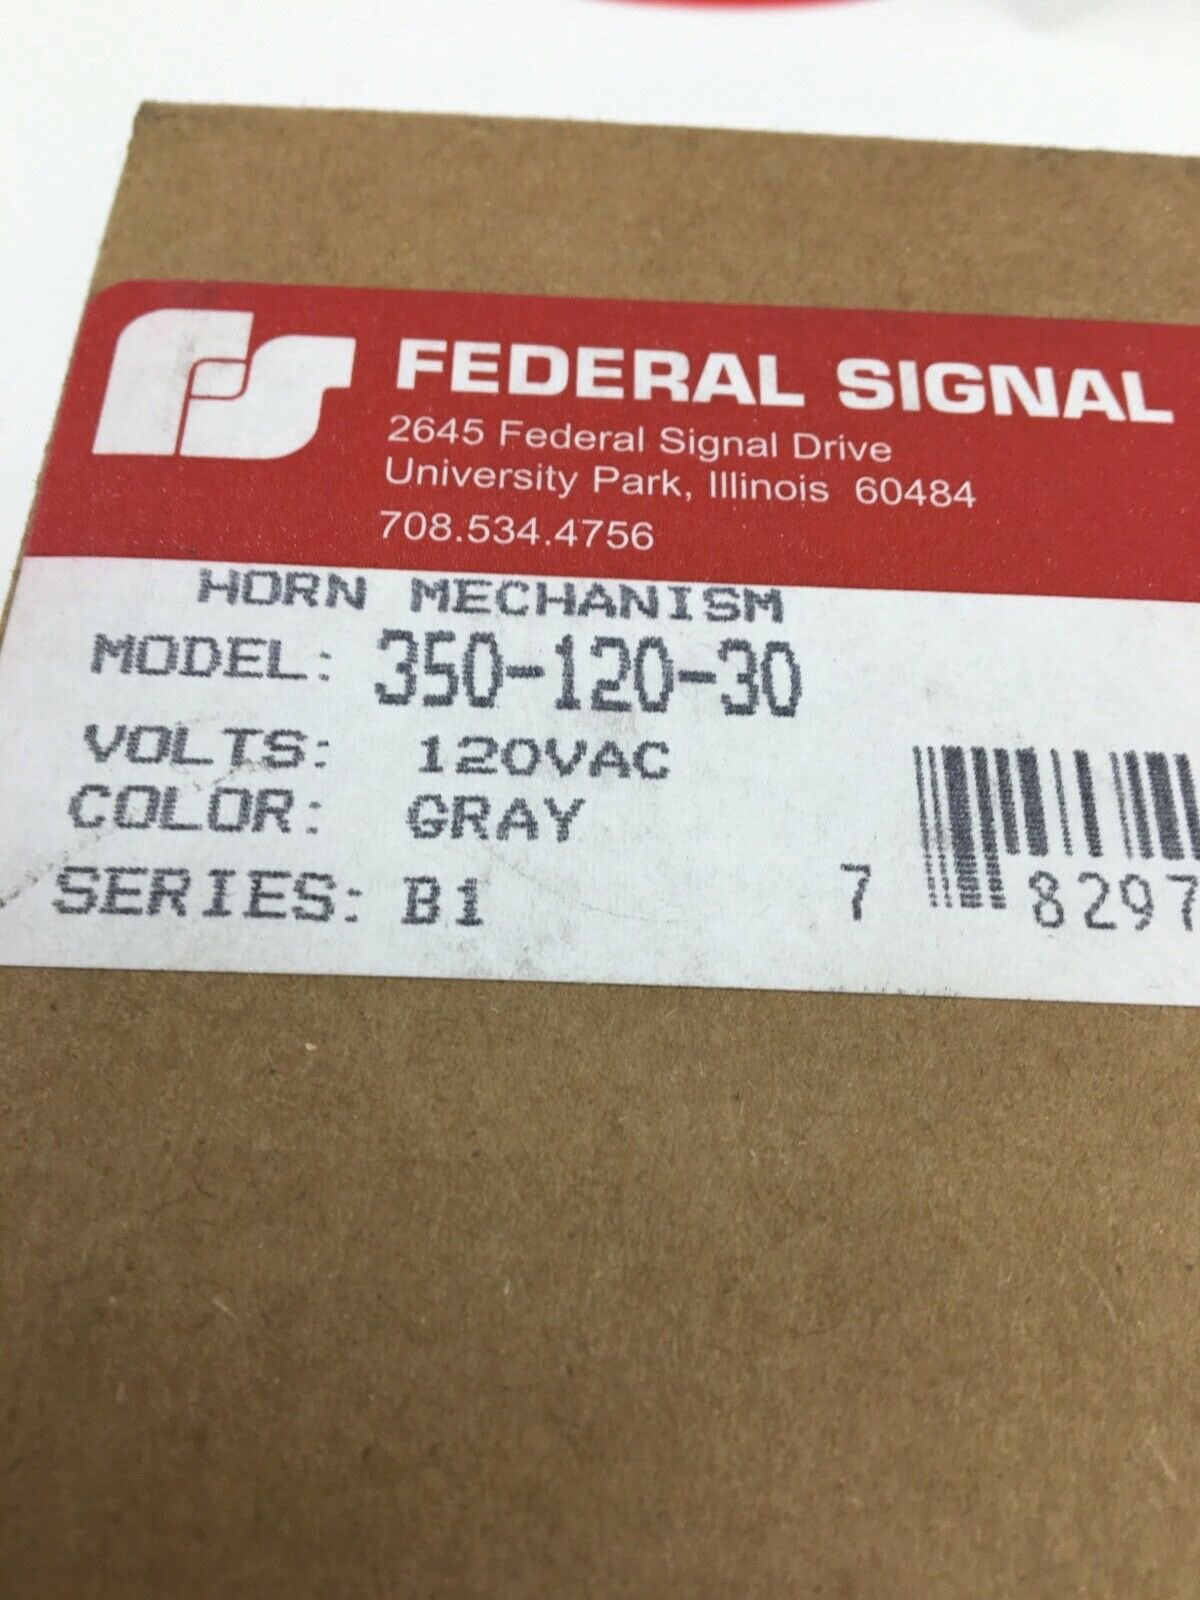 FS FEDERAL SIGNAL
2645 Federal Signal Drive
University Park, Illinois 60484
708.534.4756
HORN MECHANISM
MODEL: 350-120-30
VOLTS: 120VAC
COLOR: GRAY
SERIES: B1
7 8297